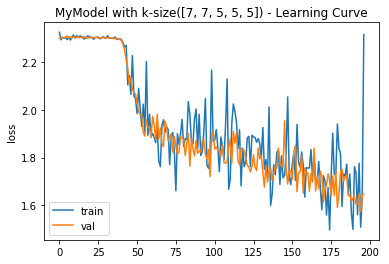 MyModel with k-size([7, 7, 5, 5, 5]) - Learning Curve
2.2
2.0
1.8
1.6
loss
train
val
0 25 50 75 100 125 150 175 200